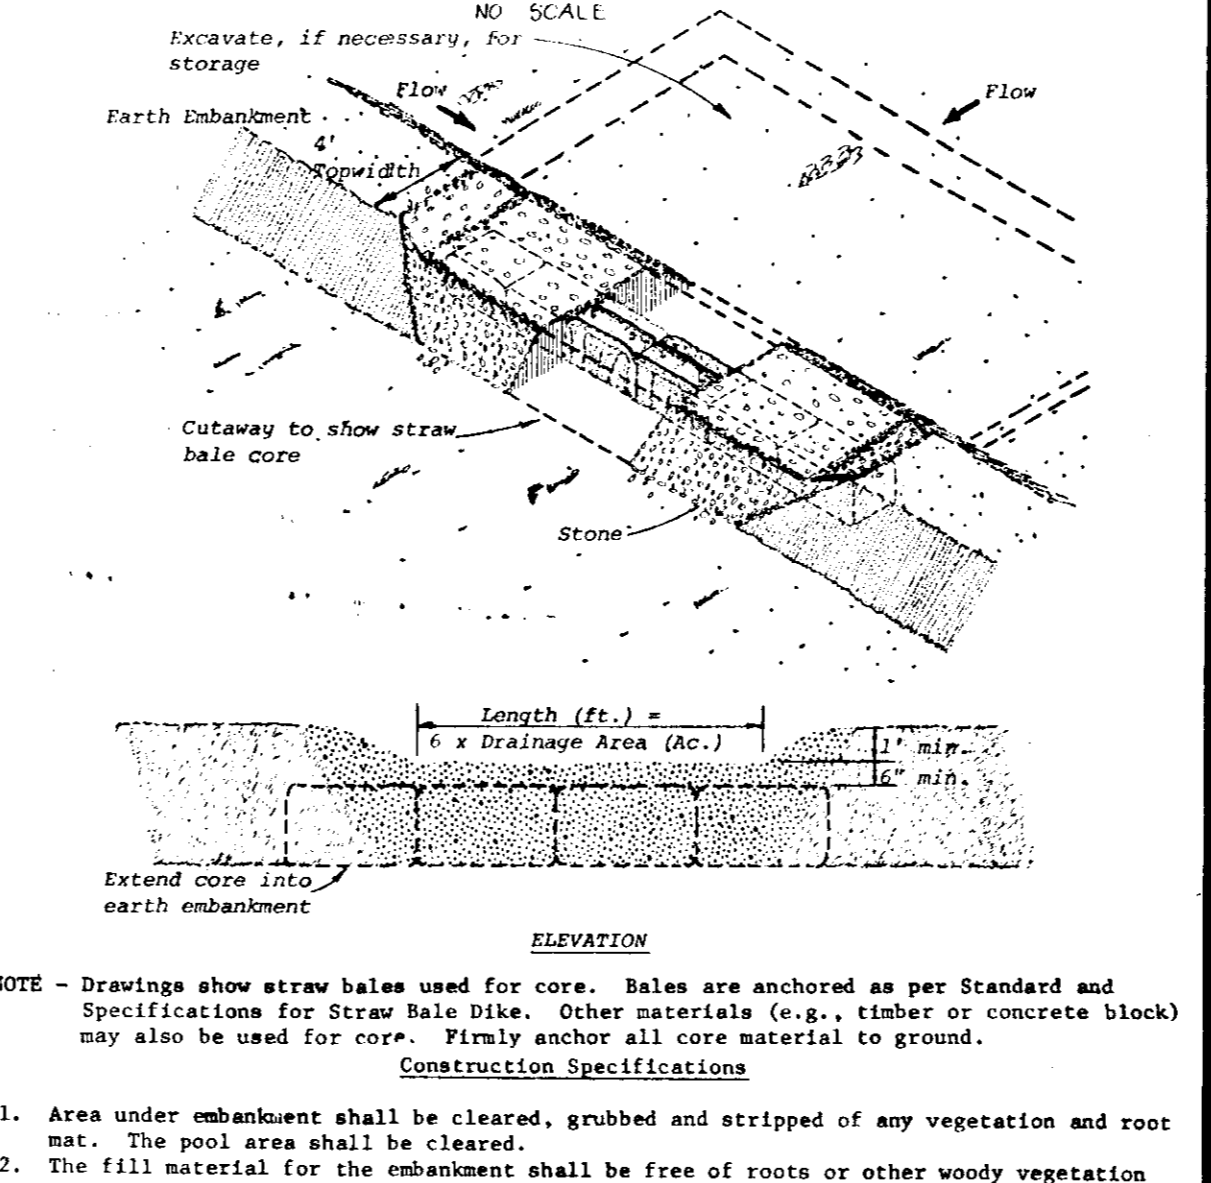 NO SCALE
Excavate, if necessary, for
storage
Flow
Flow
Earth Embankment
4'
Topwidth
Cutaway to show straw
bale core
Stone
Length (ft.) =
6 x Drainage Area (Ac.)
1' min.
6" min.
Extend core into
earth embankment
ELEVATION
NOTE - Drawings show straw bales used for core. Bales are anchored as per Standard and
Specifications for Straw Bale Dike. Other materials (e.g., timber or concrete block)
may also be used for core. Firmly anchor all core material to ground.
Construction Specifications
1. Area under embankment shall be cleared, grubbed and stripped of any vegetation and root
mat. The pool area shall be cleared.
2. The fill material for the embankment shall be free of roots or other woody vegetation